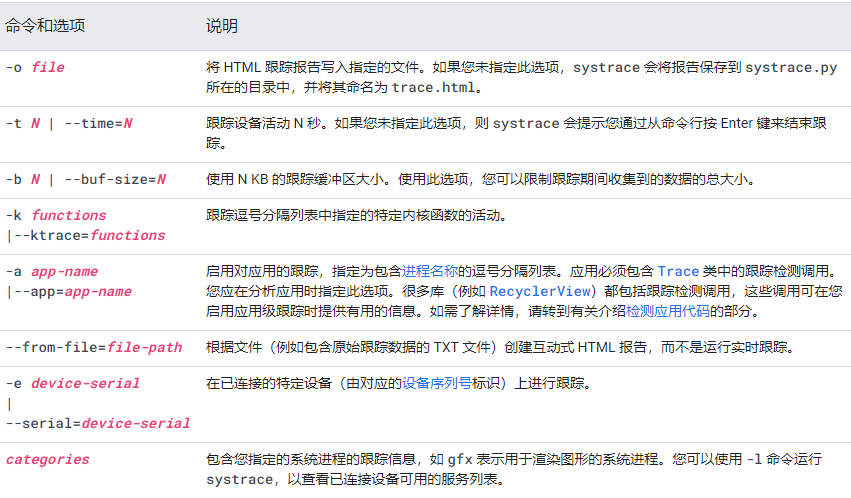 命令和选项 说明
-o file 将 HTML 跟踪报告写入指定的文件。如果您未指定此选项，systrace 会将报告保存到 systrace.py
所在的目录中，并将其命名为 trace.html。
-t N | --time=N 跟踪设备活动 N 秒。如果您未指定此选项，则 systrace 会提示您通过从命令行按 Enter 键来结束跟
踪。
-b N | --buf-size=N 使用 N KB 的跟踪缓冲区大小。使用此选项，您可以限制跟踪期间收集到的数据的总大小。
-k functions 跟踪逗号分隔列表中指定的特定内核函数的活动。
|--ktrace=functions
-a app-name 启用对应用的跟踪，指定为包含进程名称的逗号分隔列表。应用必须包含 Trace 类中的跟踪检测调用。
|--app=app-name 您应在分析应用时指定此选项。很多库（例如 RecyclerView）都包括跟踪检测调用，这些调用可在您
启用应用级跟踪时提供有用的信息。如需了解详情，请转到有关介绍检测应用代码的部分。
--from-file=file-path 根据文件（例如包含原始跟踪数据的 TXT 文件）创建互动式 HTML 报告，而不是运行实时跟踪。
-e device-serial 在已连接的特定设备（由对应的设备序列号标识）上进行跟踪。
|
--serial=device-serial
categories 包含您指定的系统进程的跟踪信息，如 gfx 表示用于渲染图形的系统进程。您可以使用 -l 命令运行
systrace，以查看已连接设备可用的服务列表。